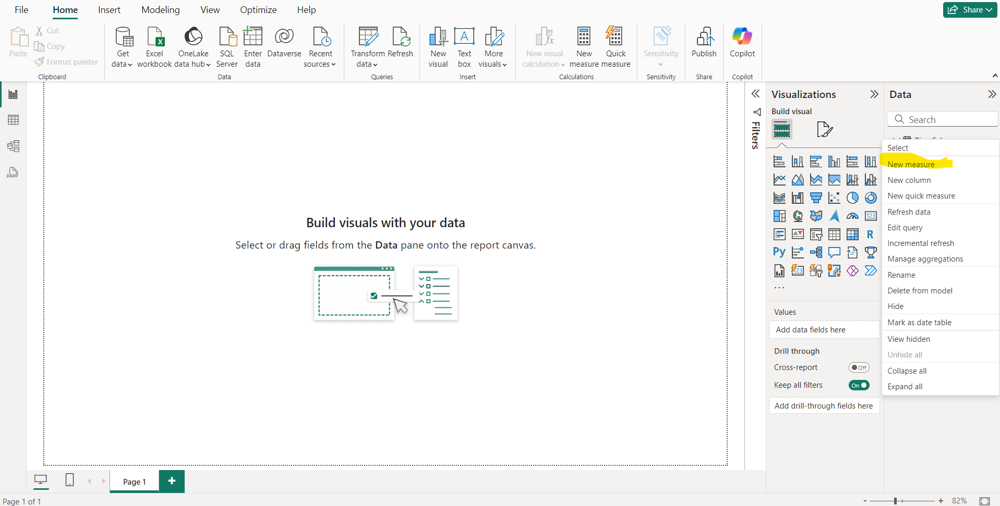 File Home Insert Modeling View Optimize Help
Share
Paste
Cut
Copy
Format painter
Clipboard
Get data
Excel workbook
OneLake data hub
SQL Server
Enter data
Dataverse
Recent sources
Data
Transform data
Refresh
Queries
New visual
Text box
More visuals
Insert
New visual calculation
New measure
Quick measure
Calculations
Sensitivity
Sensitivity
Publish
Share
Copilot
Copilot
DAX
Build visuals with your data
Select or drag fields from the Data pane onto the report canvas.
Filters
Visualizations
Build visual
123
R
Py
123
...
Values
Add data fields here
Drill through
Cross-report
Off
Keep all filters
On
Add drill-through fields here
Data
Search
Select
New measure
New column
New quick measure
Refresh data
Edit query
Incremental refresh
Manage aggregations
Rename
Delete from model
Hide
Mark as date table
View hidden
Unhide all
Collapse all
Expand all
Page 1
+
Page 1 of 1
- + 82%